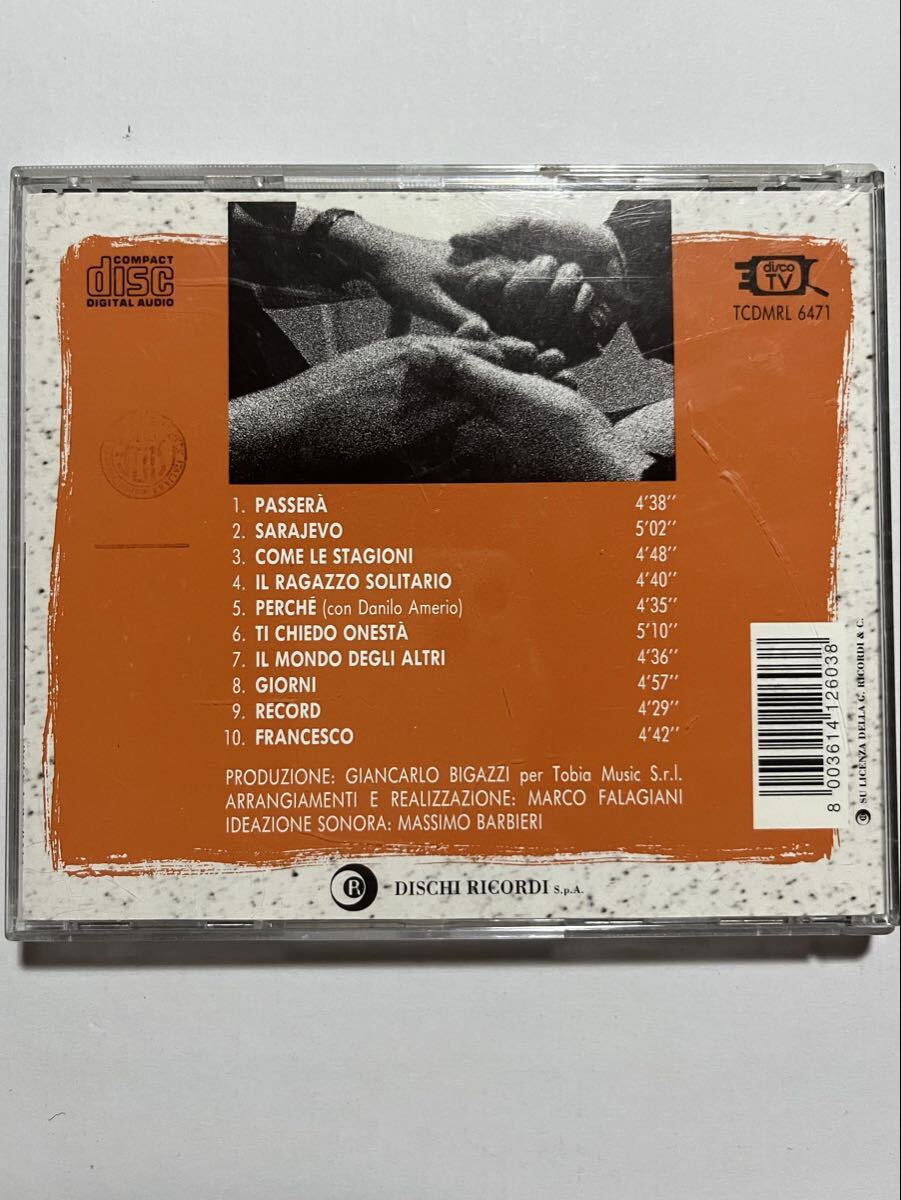 COMPACT
disc
DIGITAL AUDIO
disco
TV
TCDMRL 6471
1. PASSERÀ 4'38''
2. SARAJEVO 5'02''
3. COME LE STAGIONI 4'48''
4. IL RAGAZZO SOLITARIO 4'40''
5. PERCHÉ (con Danilo Amerio) 4'35''
6. TI CHIEDO ONESTÀ 5'10''
7. IL MONDO DEGLI ALTRI 4'36''
8. GIORNI 4'57''
9. RECORD 4'29''
10. FRANCESCO 4'42''
PRODUZIONE: GIANCARLO BIGAZZI per Tobia Music S.r.l.
ARRANGIAMENTI E REALIZZAZIONE: MARCO FALAGIANI
IDEAZIONE SONORA: MASSIMO BARBIERI
8 003614 126038
SU LICENZA DELLA G. RICORDI & C.
R DISCHI RICORDI S.p.A.